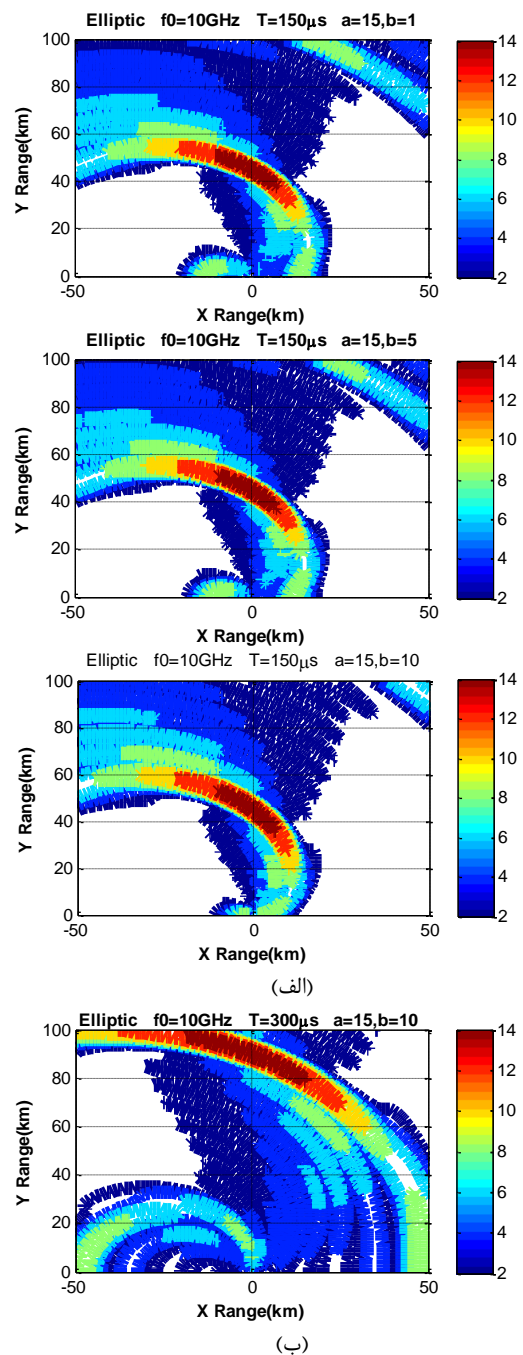 Elliptic f0=10GHz T=150μs a=15,b=1
100
80
60
40
20
0
Y Range(km)
-50 0 50
X Range(km)
14
12
10
8
6
4
2
Elliptic f0=10GHz T=150μs a=15,b=5
100
80
60
40
20
0
Y Range(km)
-50 0 50
X Range(km)
14
12
10
8
6
4
2
Elliptic f0=10GHz T=150μs a=15,b=10
100
80
60
40
20
0
Y Range(km)
-50 0 50
X Range(km)
14
12
10
8
6
4
2
(الف)
Elliptic f0=10GHz T=300μs a=15,b=10
100
80
60
40
20
0
Y Range(km)
-50 0 50
X Range(km)
14
12
10
8
6
4
2
(ب)